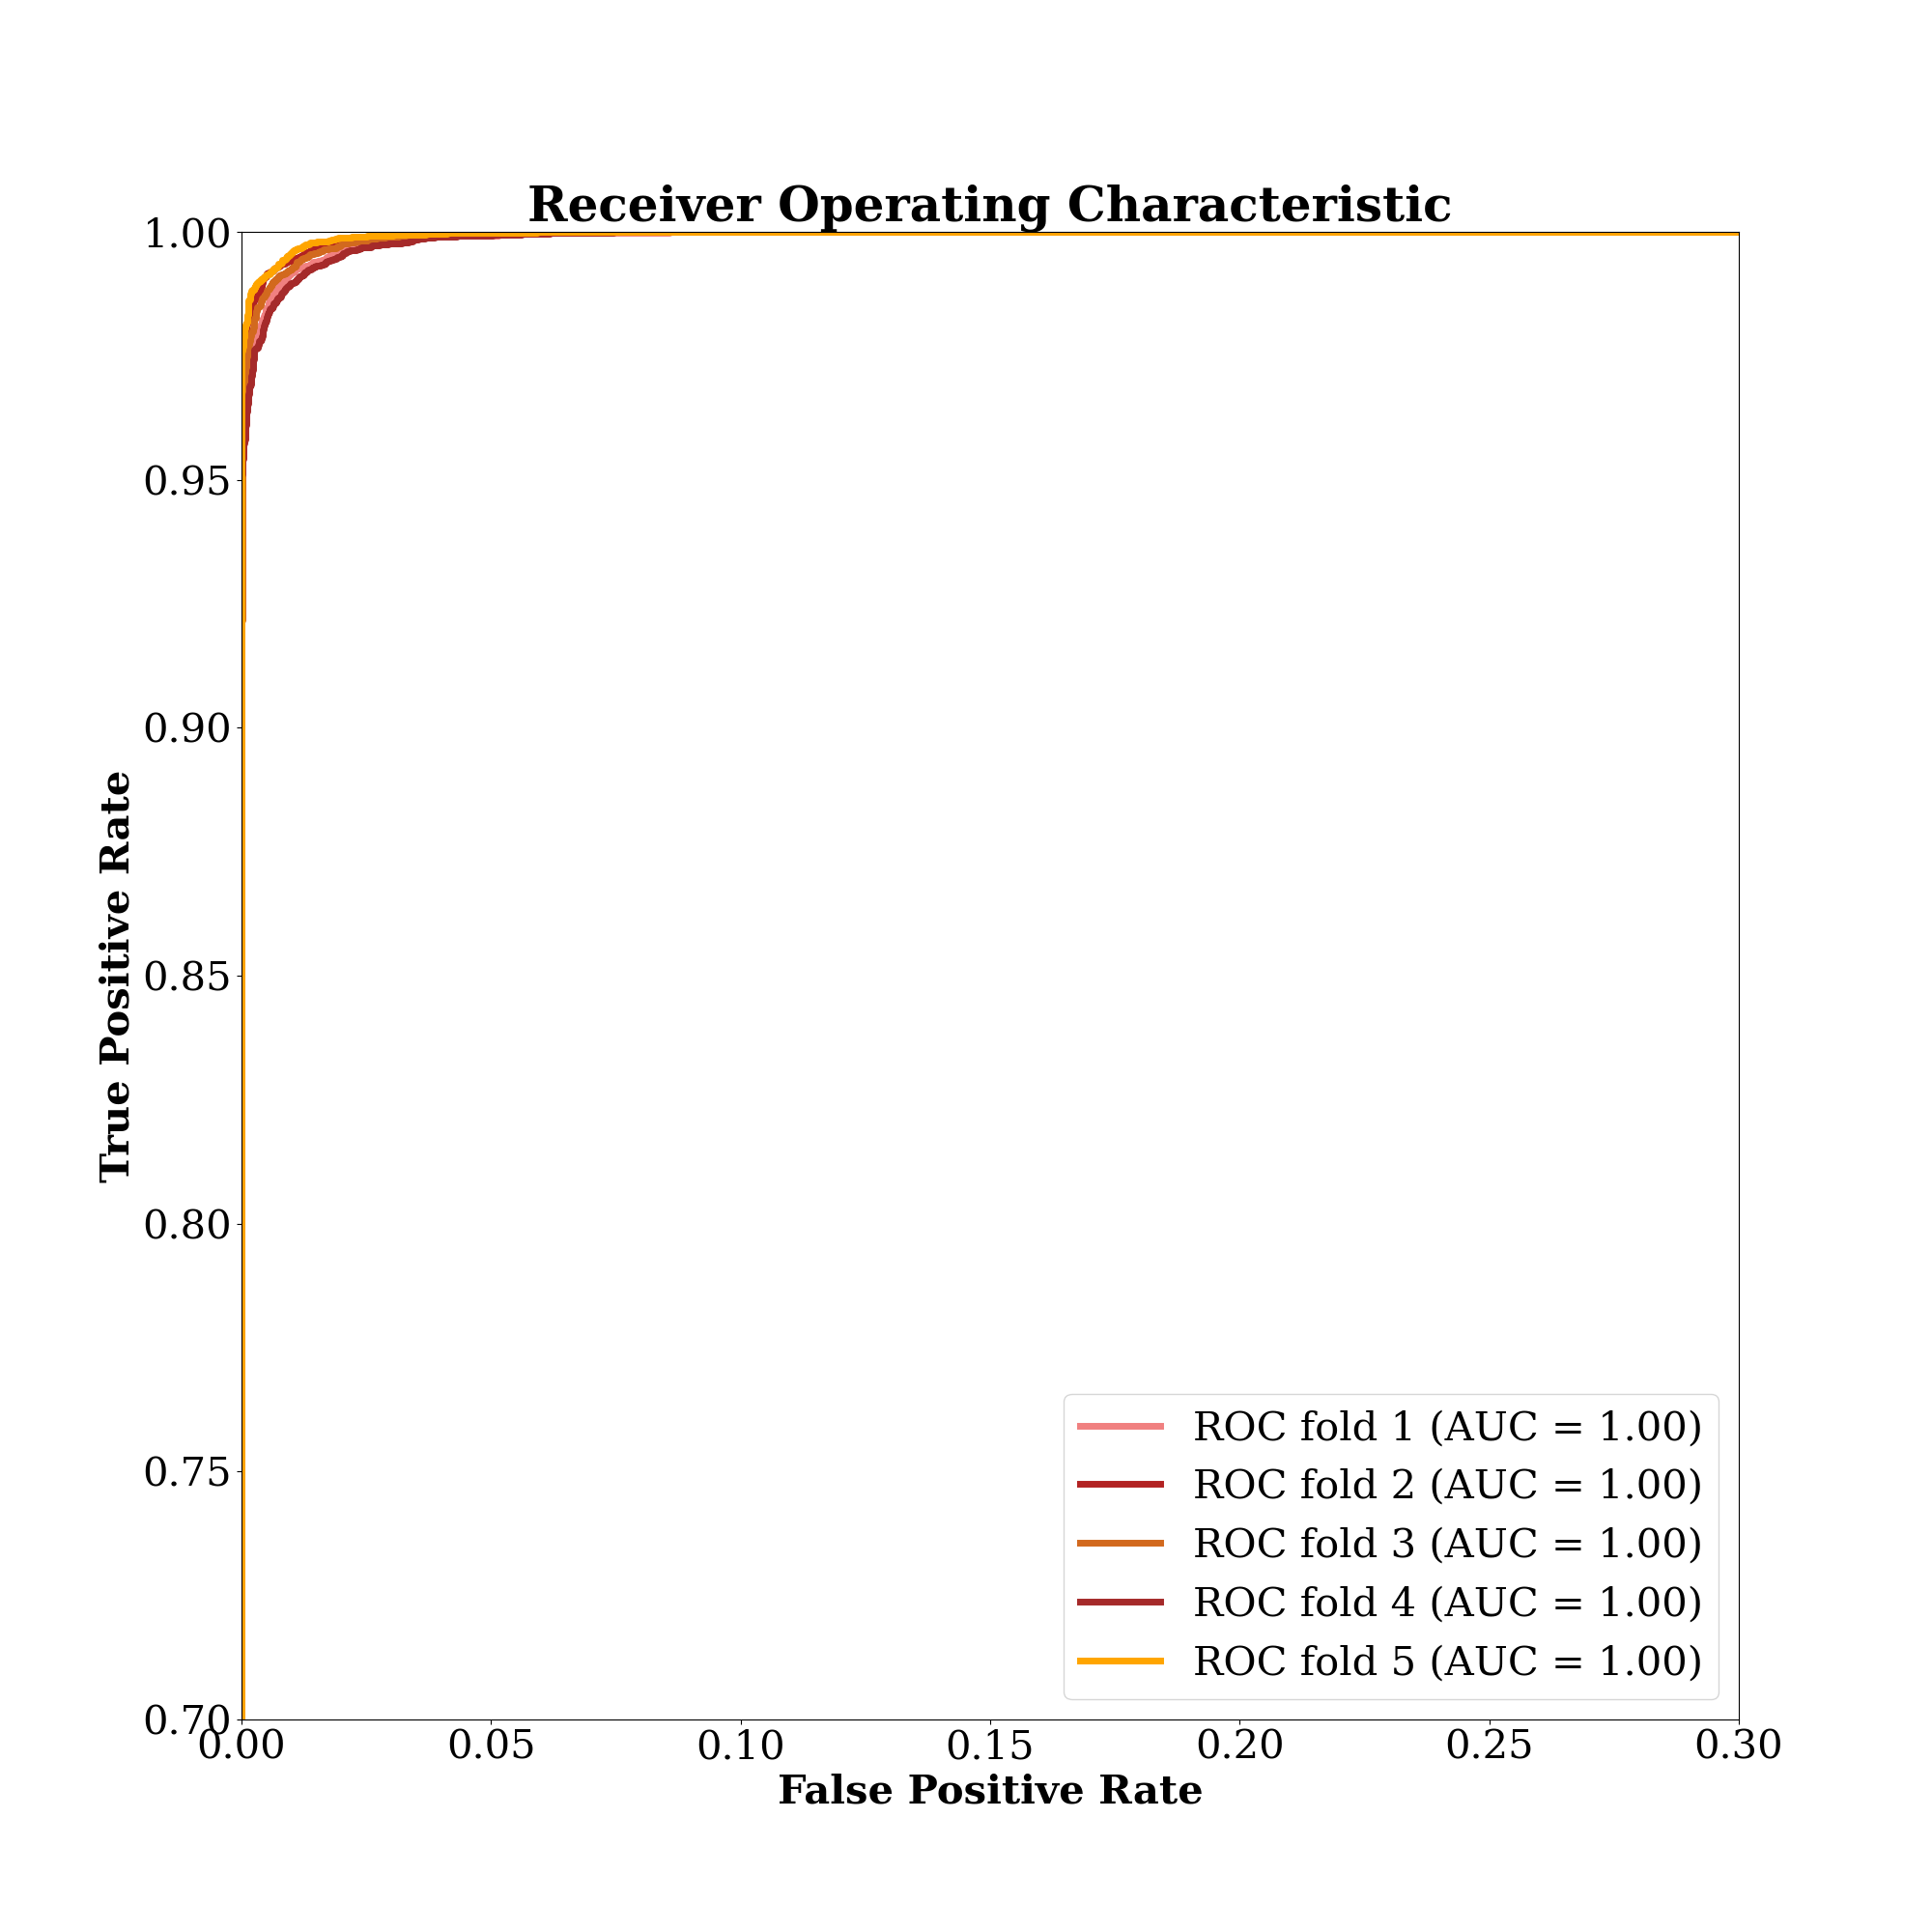 Receiver Operating Characteristic
1.00
0.95
0.90
0.85
0.80
0.75
0.70
True Positive Rate
ROC fold 1 (AUC = 1.00)
ROC fold 2 (AUC = 1.00)
ROC fold 3 (AUC = 1.00)
ROC fold 4 (AUC = 1.00)
ROC fold 5 (AUC = 1.00)
0.00 0.05 0.10 0.15 0.20 0.25 0.30
False Positive Rate